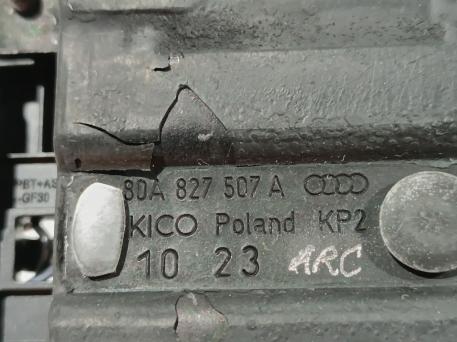 80A 827 507 A
KICO Poland KP2
10 23 ARC
PBT+AS
-GF30